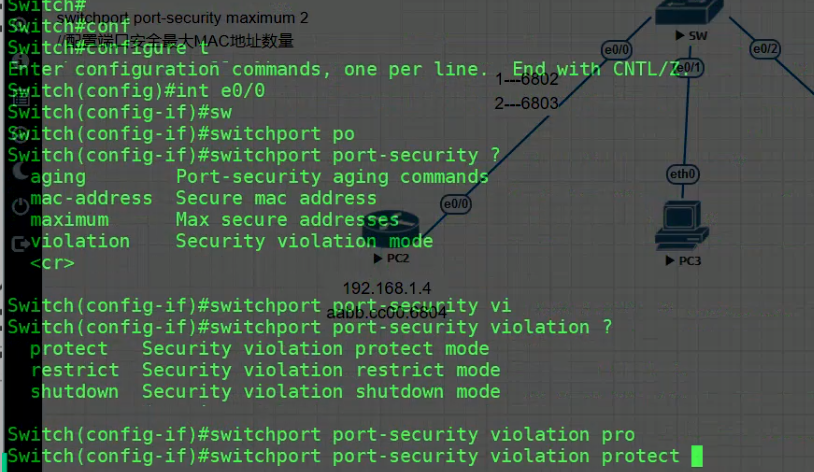 Switch#
switchport port-security maximum 2
Switch#conf
//配置端口安全最大MAC地址数量
Switch#configure t
Enter configuration commands, one per line.  End with CNTL/Z.
Switch(config)#int e0/0
Switch(config-if)#sw
Switch(config-if)#switchport po
Switch(config-if)#switchport port-security ?
aging        Port-security aging commands
mac-address  Secure mac address
maximum      Max secure addresses
violation    Security violation mode
<cr>
Switch(config-if)#switchport port-security vi
Switch(config-if)#switchport port-security violation ?
protect   Security violation protect mode
restrict  Security violation restrict mode
shutdown  Security violation shutdown mode
Switch(config-if)#switchport port-security violation pro
Switch(config-if)#switchport port-security violation protect
SW
e0/0
e0/2
e0/1
1---6802
2---6803
eth0
e0/0
PC2
PC3
192.168.1.4
aabb.cc00.6804